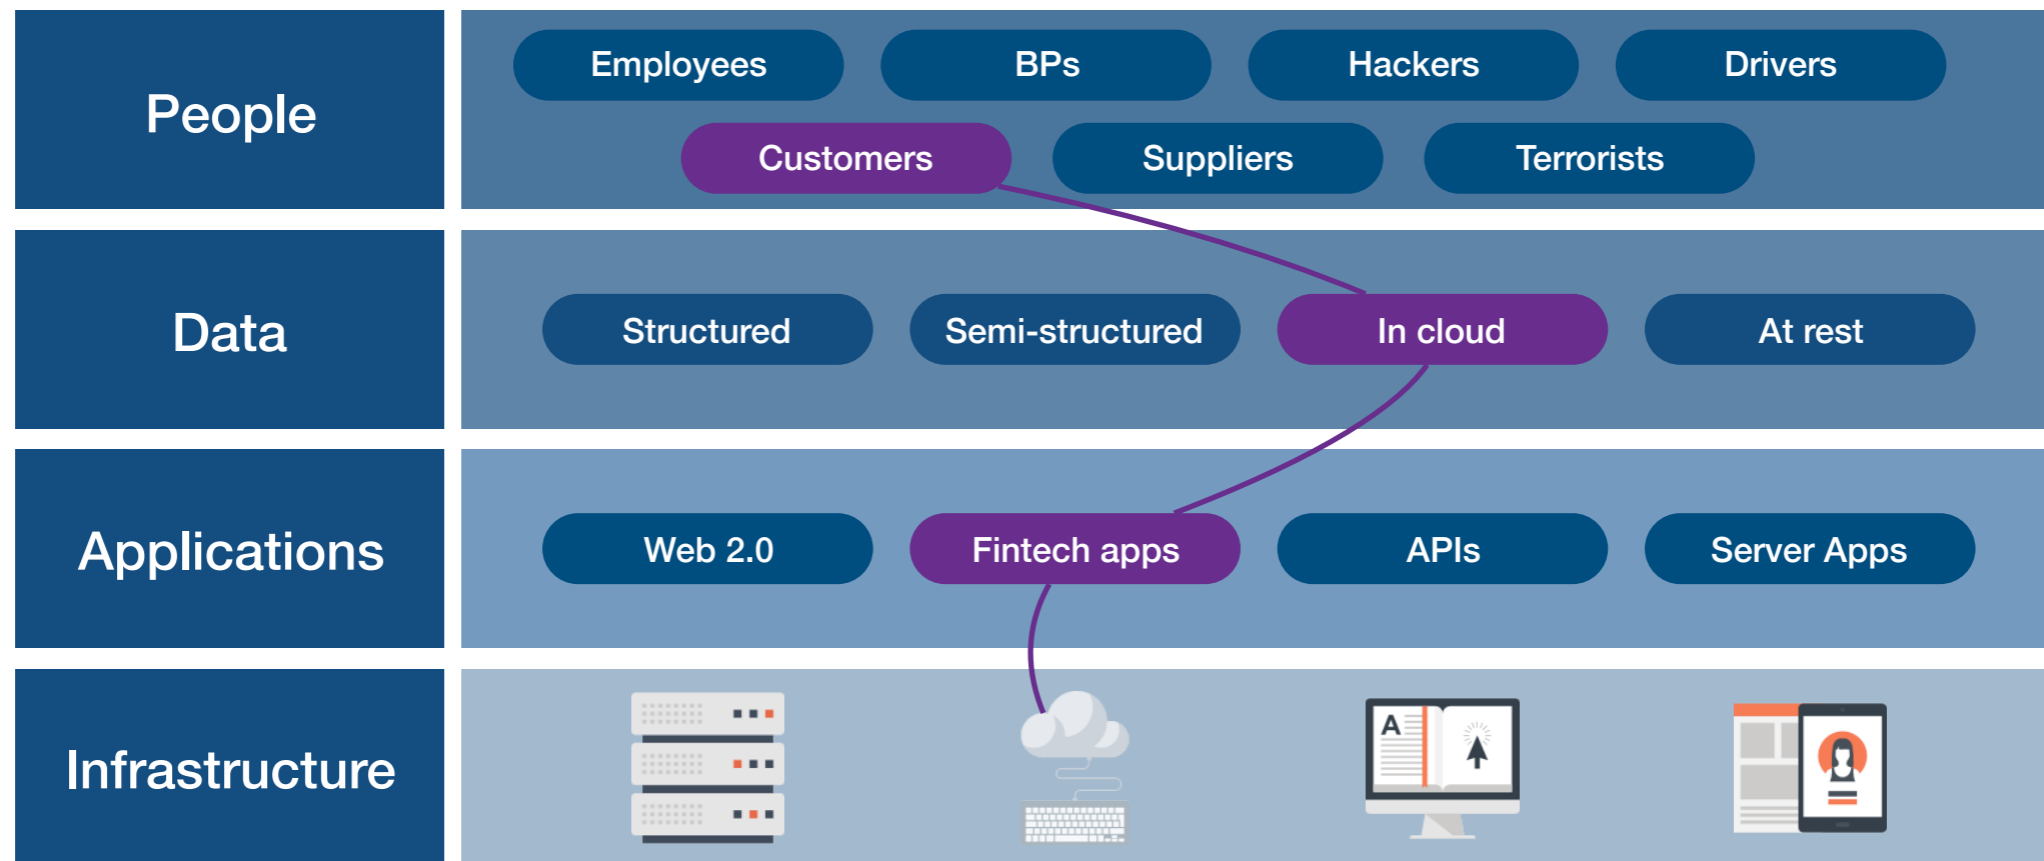 People
Employees
BPs
Hackers
Drivers
Customers
Suppliers
Terrorists
Data
Structured
Semi-structured
In cloud
At rest
Applications
Web 2.0
Fintech apps
APIs
Server Apps
Infrastructure
A